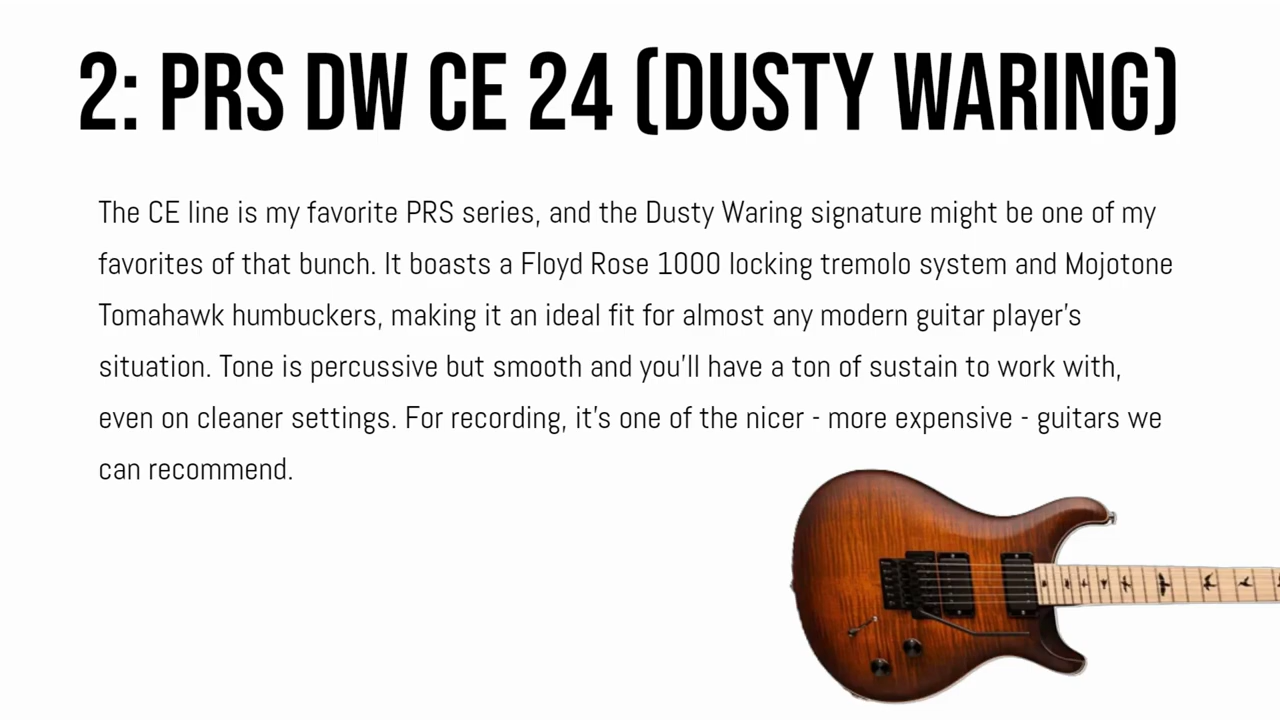 2: PRS DW CE 24 (DUSTY WARING)
The CE line is my favorite PRS series, and the Dusty Waring signature might be one of my
favorites of that bunch. It boasts a Floyd Rose 1000 locking tremolo system and Mojotone
Tomahawk humbuckers, making it an ideal fit for almost any modern guitar player's
situation. Tone is percussive but smooth and you'll have a ton of sustain to work with,
even on cleaner settings. For recording, it's one of the nicer - more expensive - guitars we
can recommend.